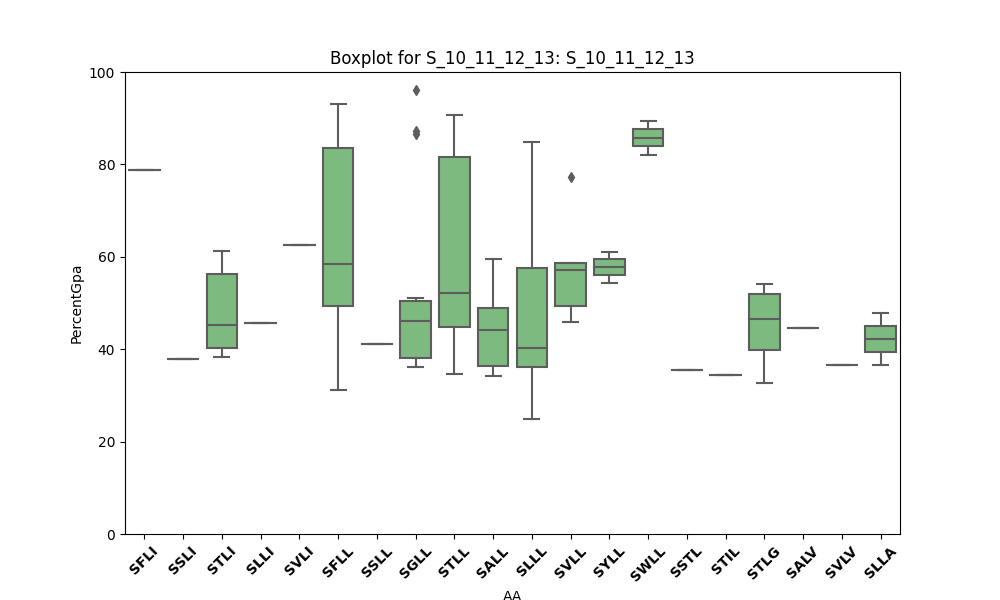 Boxplot for S_10_11_12_13: S_10_11_12_13
PercentGpa
100
80
60
40
20
0
SFLI SSLI STLI SLLI SVLI SFLL SSLL SGLL STLL SALL SLLL SVLL SYLL SWLL SSTL STIL STLG SALV SVLV SLLA
AA